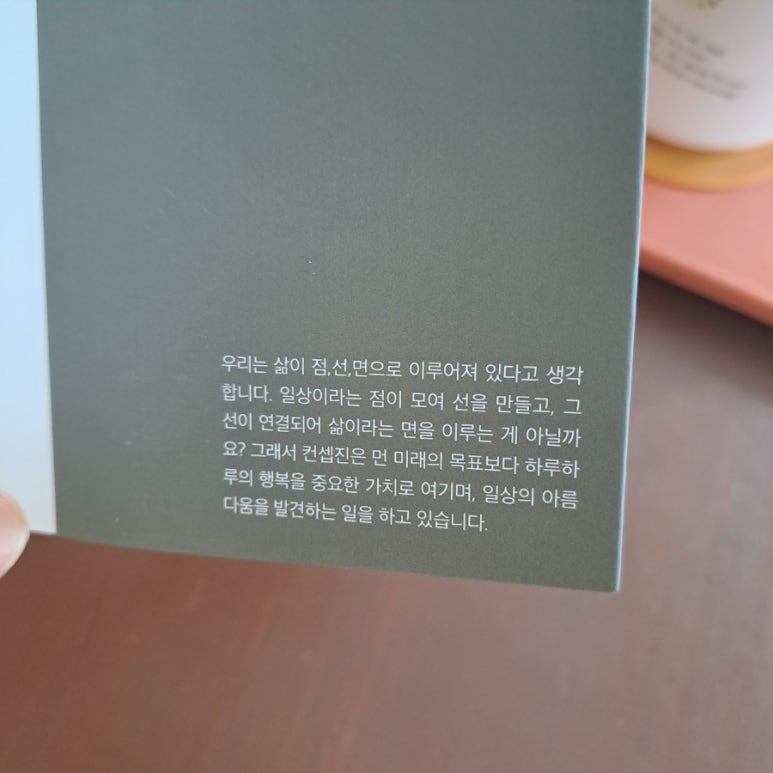 우리는 삶이 점,선,면으로 이루어져 있다고 생각
합니다. 일상이라는 점이 모여 선을 만들고, 그
선이 연결되어 삶이라는 면을 이루는 게 아닐까
요? 그래서 컨셉진은 먼 미래의 목표보다 하루하
루의 행복을 중요한 가치로 여기며, 일상의 아름
다움을 발견하는 일을 하고 있습니다.